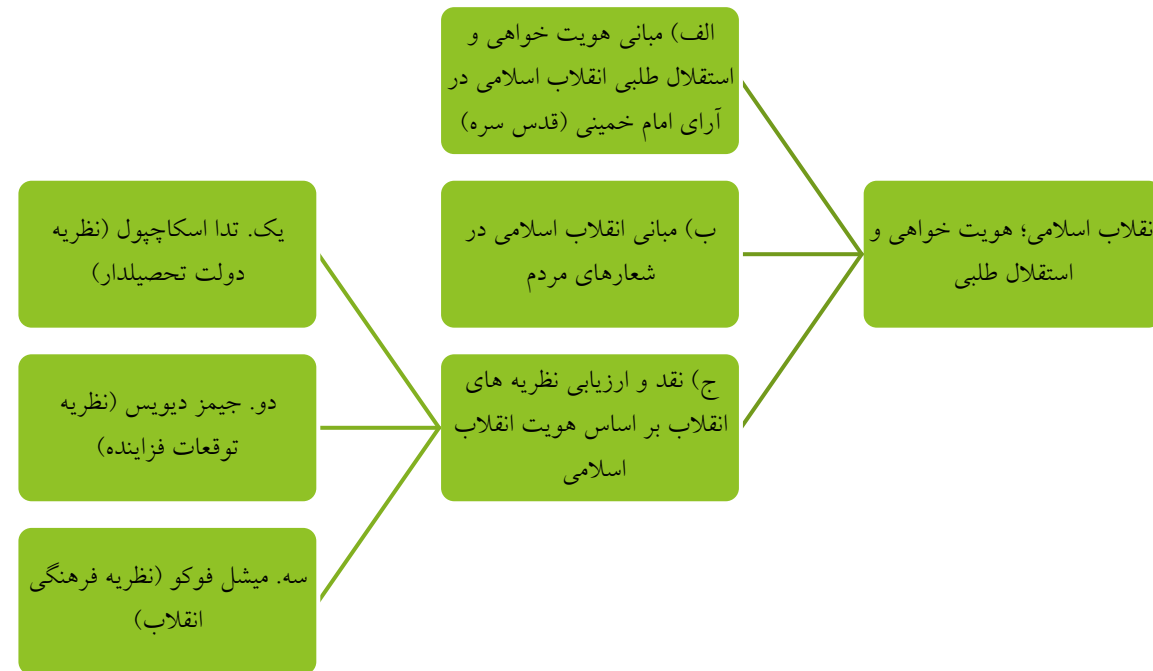 نقلاب اسلامی؛ هویت خواهی و
استقلال طلبی
الف) مبانی هویت خواهی و
استقلال طلبی انقلاب اسلامی در
آرای امام خمینی (قدس سره)
ب) مبانی انقلاب اسلامی در
شعارهای مردم
ج) نقد و ارزیابی نظریه های
انقلاب بر اساس هویت انقلاب
اسلامی
یک. تدا اسکاچپول (نظریه
دولت تحصیلدار)
دو. جیمز دیویس (نظریه
توقعات فزاینده)
سه. میشل فوکو (نظریه فرهنگی
انقلاب)